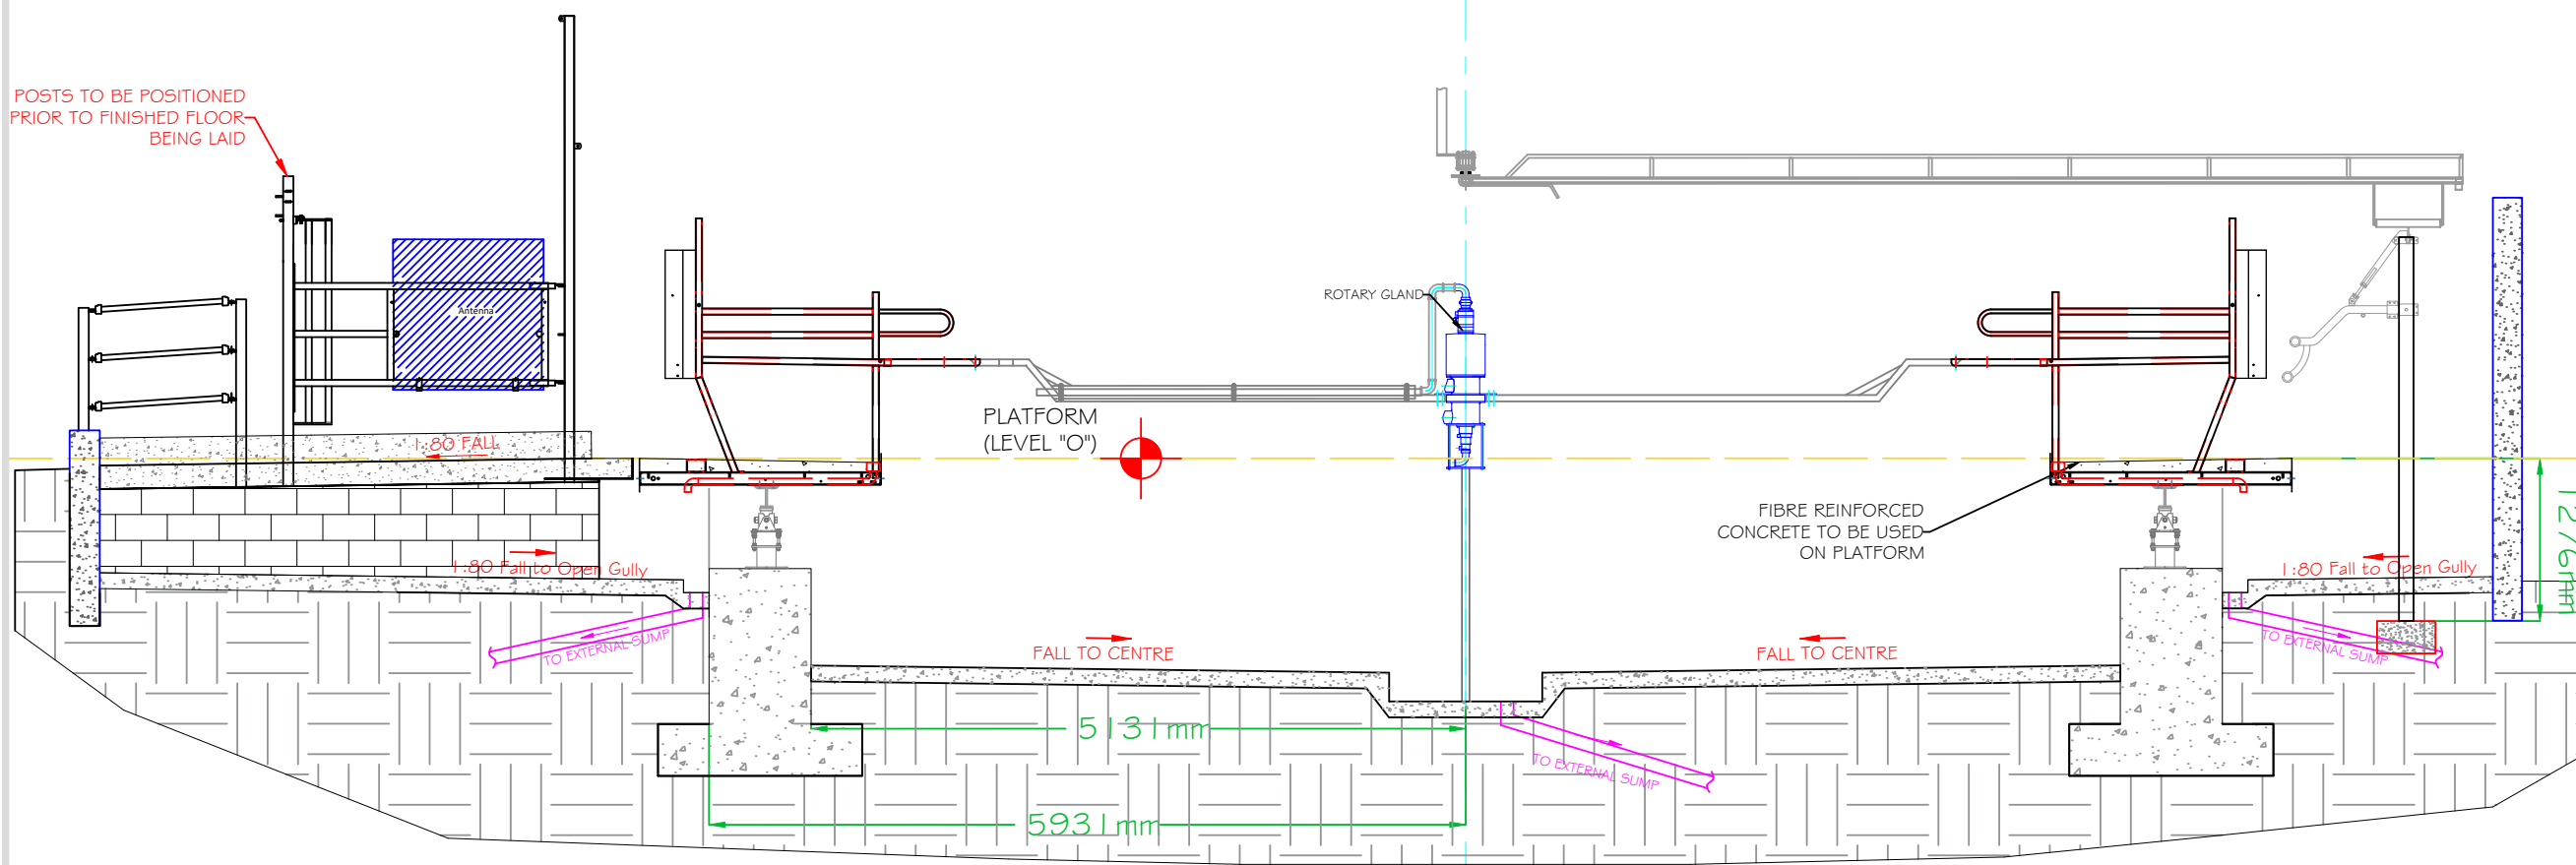 POSTS TO BE POSITIONED
PRIOR TO FINISHED FLOOR
BEING LAID
Antenna
ROTARY GLAND
PLATFORM
(LEVEL "O")
1:80 FALL
FIBRE REINFORCED
CONCRETE TO BE USED
ON PLATFORM
1276mm
1:80 Fall to Open Gully
1:80 Fall to Open Gully
TO EXTERNAL SUMP
FALL TO CENTRE
FALL TO CENTRE
TO EXTERNAL SUMP
5131mm
TO EXTERNAL SUMP
5931mm